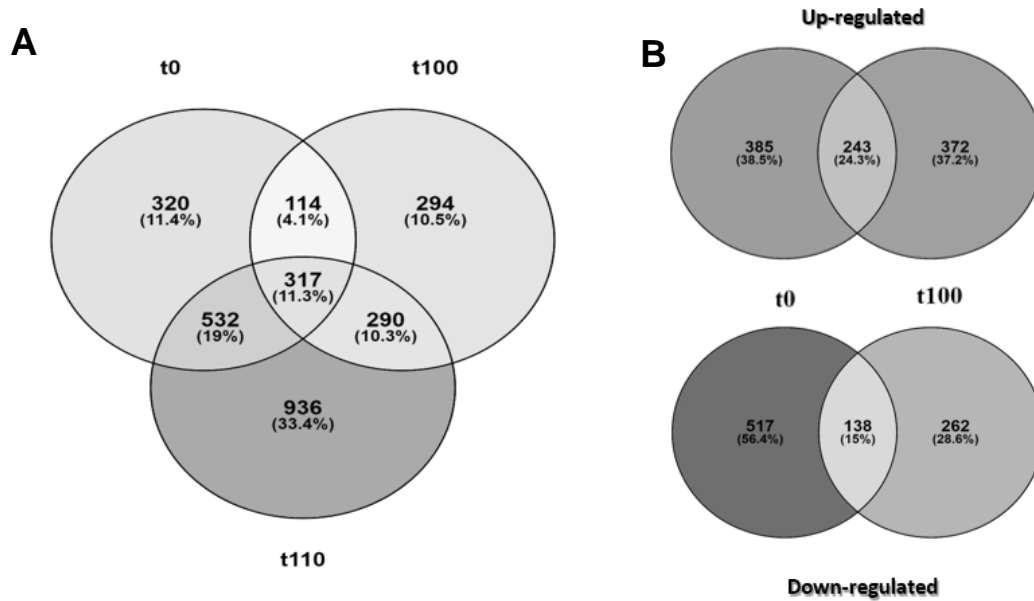 A
t0
t100
320
(11.4%)
114
(4.1%)
294
(10.5%)
317
(11.3%)
532
(19%)
290
(10.3%)
936
(33.4%)
t110
B
Up-regulated
385
(38.5%)
243
(24.3%)
372
(37.2%)
t0
t100
517
(56.4%)
138
(15%)
262
(28.6%)
Down-regulated